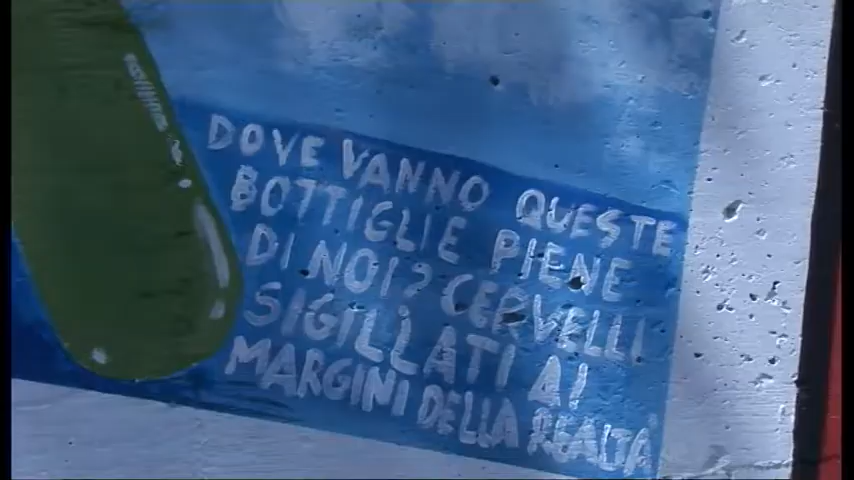 DOVE VANNO QUESTE
BOTTIGLIE PIENE
DI NOI? CERVELLI
SIGILLATI AI
MARGINI DELLA REALTÀ